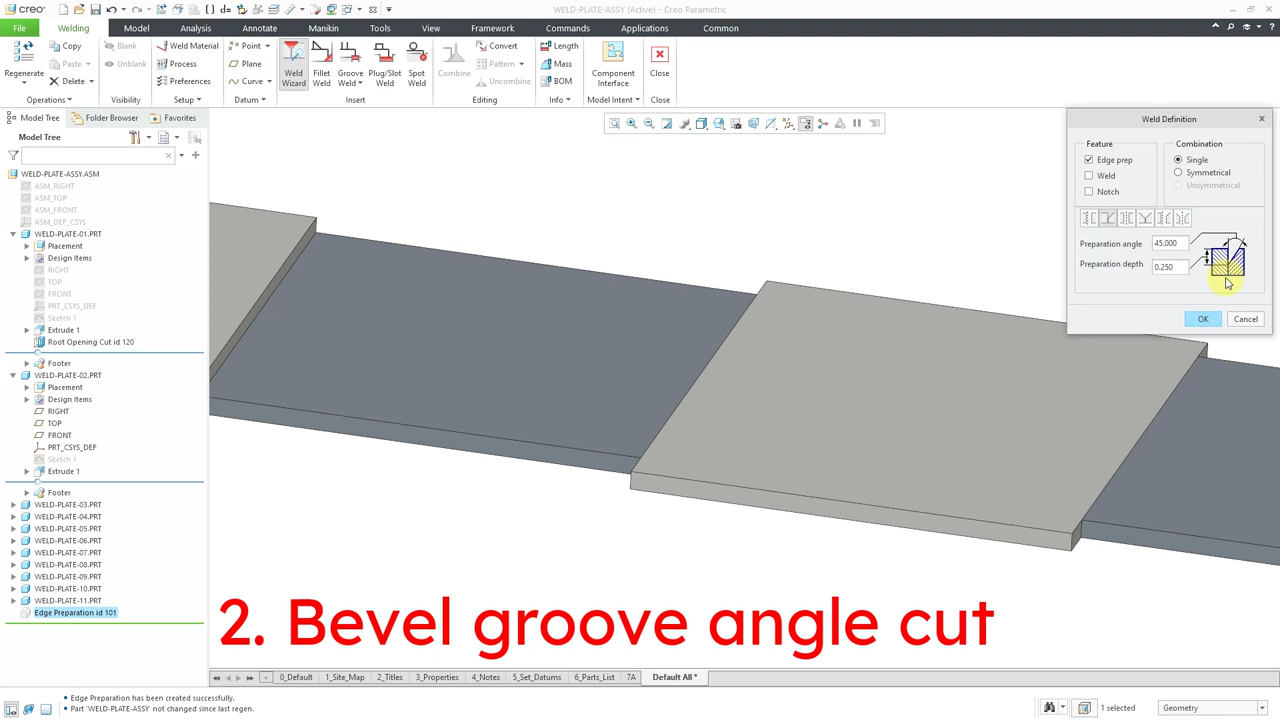 creo
WELD-PLATE-ASSY (Active) - Creo Parametric
File Welding Model Analysis Annotate Manikin Tools View Framework Commands Applications Common
Regenerate
Copy
Paste
Delete
Operations
Blank
Unblank
Visibility
Weld Material
Process
Preferences
Setup
Point
Plane
Curve
Datum
Weld Wizard
Fillet Weld
Groove Weld
Plug/Slot Weld
Spot Weld
Insert
Combine
Convert
Pattern
Uncombine
Editing
Length
Mass
BOM
Info
Component Interface
Model Intent
Close
Close
Model Tree Folder Browser Favorites
Model Tree
WELD-PLATE-ASSY.ASM
ASM_RIGHT
ASM_TOP
ASM_FRONT
ASM_DEF_CSYS
WELD-PLATE-01.PRT
Placement
Design Items
RIGHT
TOP
FRONT
PRT_CSYS_DEF
Sketch 1
Extrude 1
Root Opening Cut id 120
Footer
WELD-PLATE-02.PRT
Placement
Design Items
RIGHT
TOP
FRONT
PRT_CSYS_DEF
Sketch 1
Extrude 1
Footer
WELD-PLATE-03.PRT
WELD-PLATE-04.PRT
WELD-PLATE-05.PRT
WELD-PLATE-06.PRT
WELD-PLATE-07.PRT
WELD-PLATE-08.PRT
WELD-PLATE-09.PRT
WELD-PLATE-10.PRT
WELD-PLATE-11.PRT
Edge Preparation id 101
Weld Definition
Feature
Edge prep
Weld
Notch
Combination
Single
Symmetrical
Unsymmetrical
Preparation angle 45.000
Preparation depth 0.250
OK Cancel
2. Bevel groove angle cut
0_Default 1_Site_Map 2_Titles 3_Properties 4_Notes 5_Set_Datums 6_Parts_List 7A Default All *
• Edge Preparation has been created successfully.
• Part 'WELD-PLATE-ASSY' not changed since last regen.
1 selected
Geometry